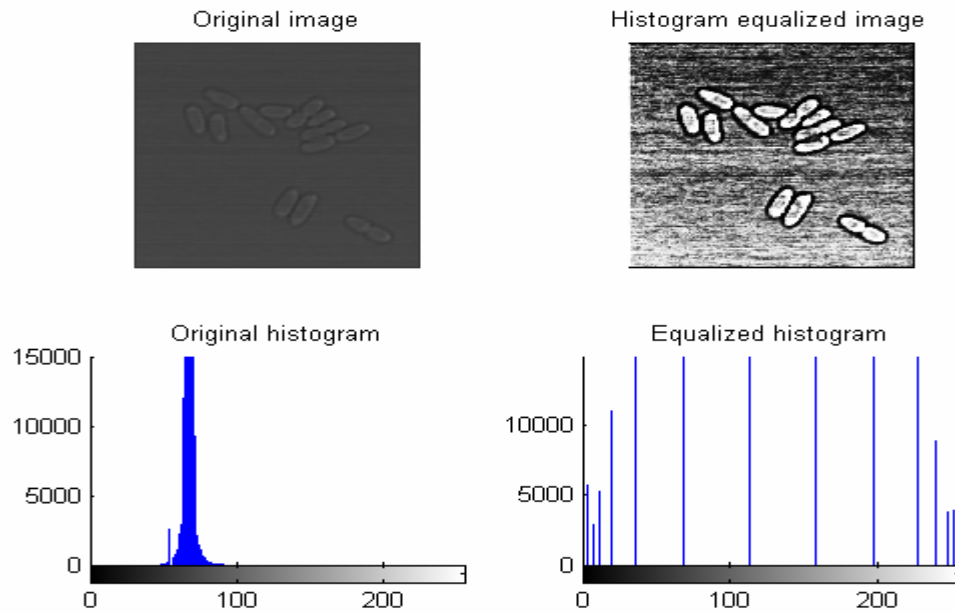 Original image
Histogram equalized image
Original histogram
Equalized histogram
15000
10000
5000
0
0 100 200
10000
5000
0
0 100 200